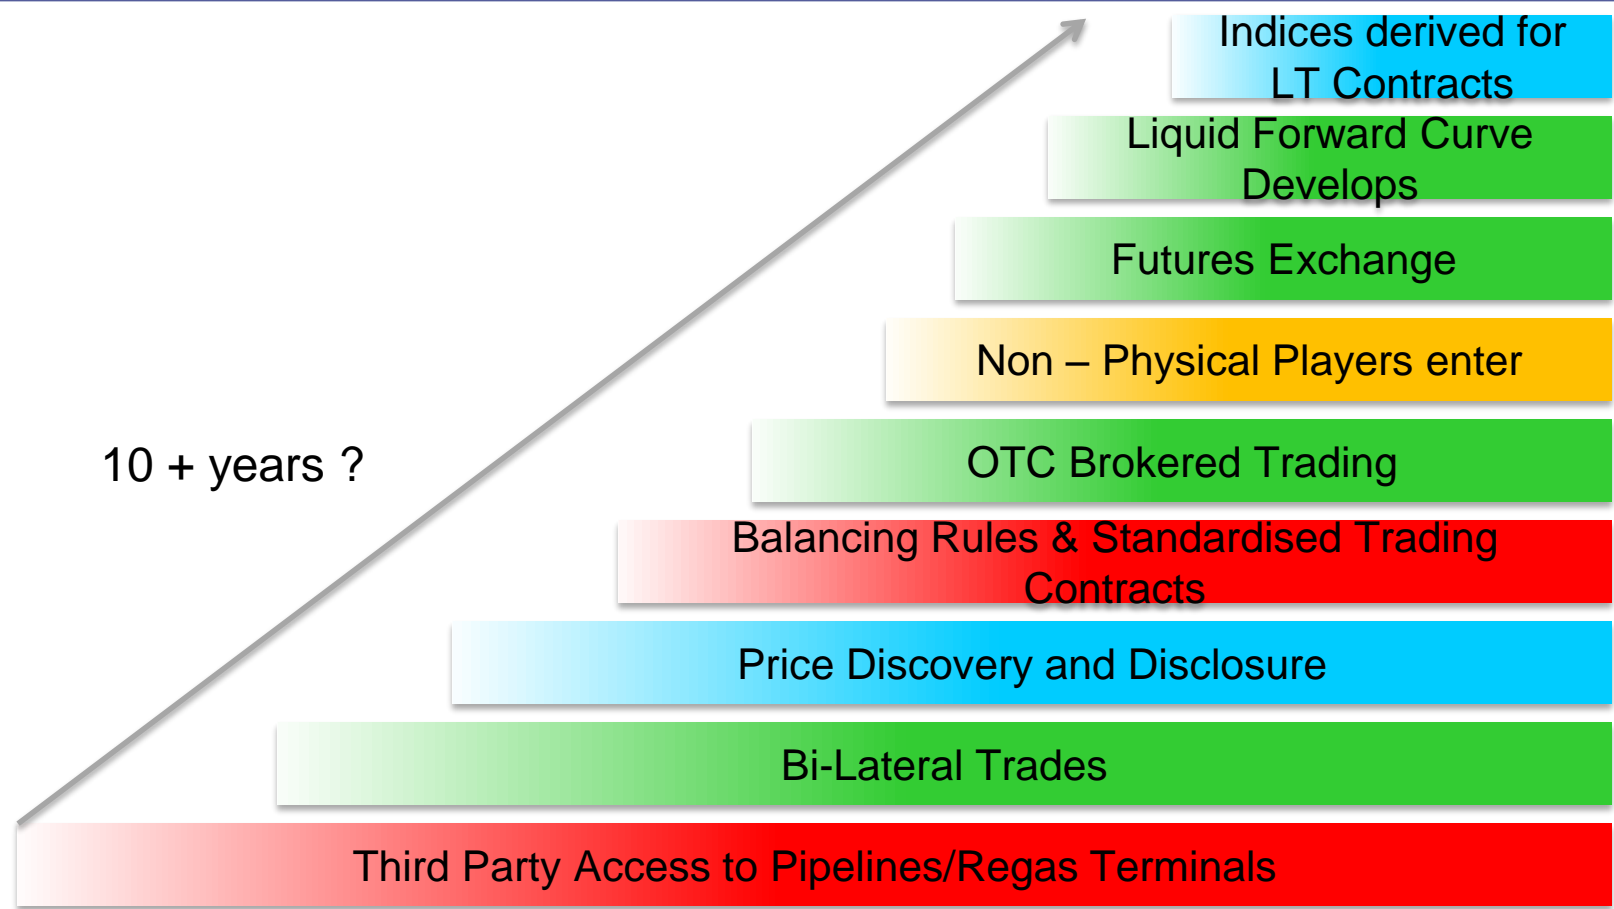 Indices derived for
LT Contracts
Liquid Forward Curve
Develops
Futures Exchange
Non – Physical Players enter
10 + years ?
OTC Brokered Trading
Balancing Rules & Standardised Trading
Contracts
Price Discovery and Disclosure
Bi-Lateral Trades
Third Party Access to Pipelines/Regas Terminals